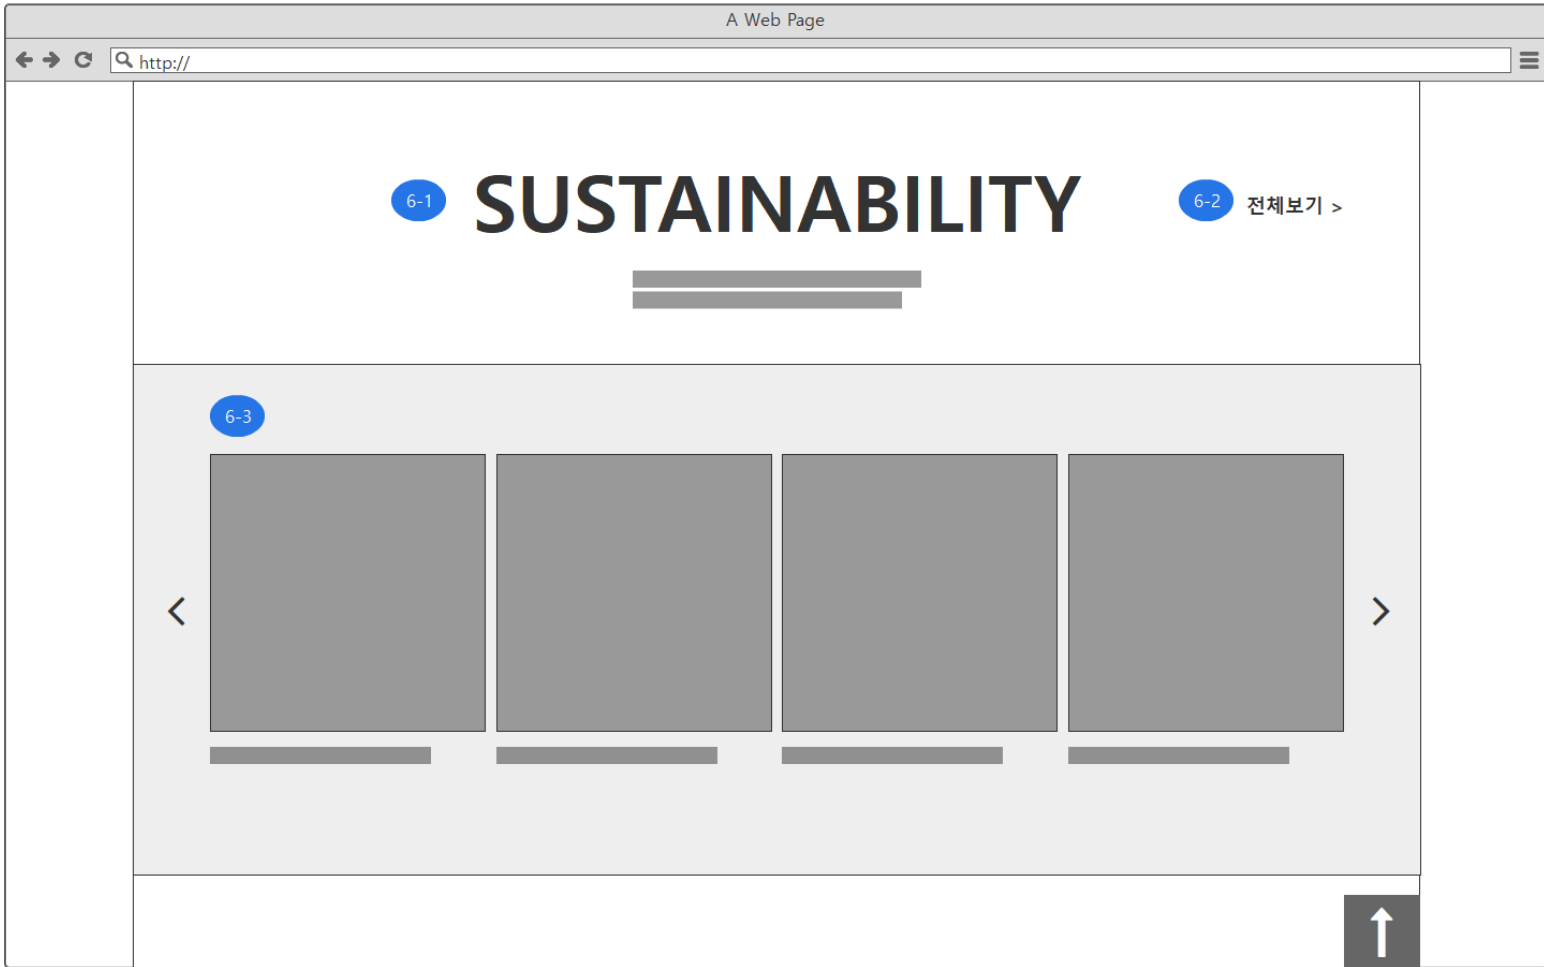 A Web Page
http://
6-1 SUSTAINABILITY 6-2 전체보기 >
6-3